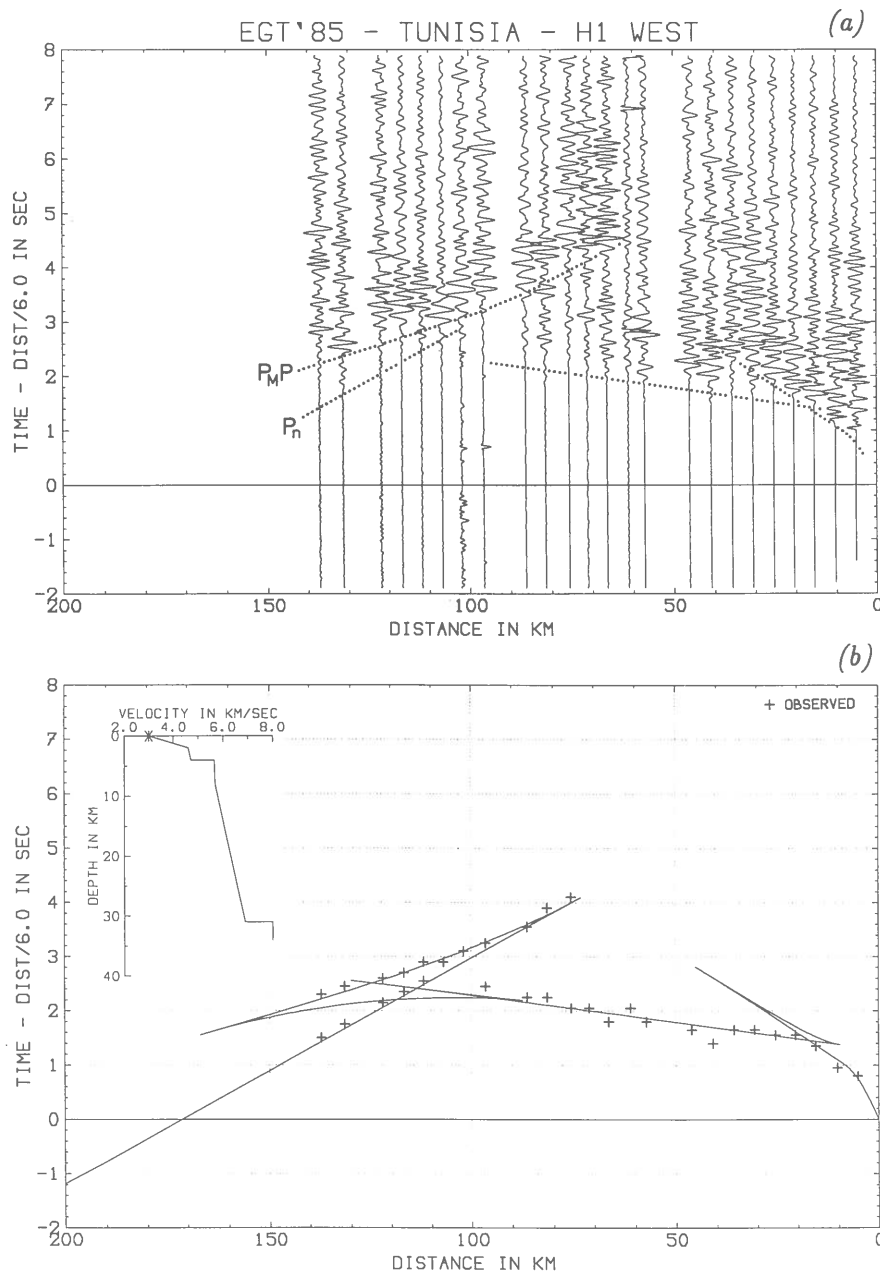 EGT'85 - TUNISIA - H1 WEST
(a)
8
7
6
5
4
3
2
1
0
-1
-2
TIME - DIST/6.0 IN SEC
PMP
Pn
200 150 100 50 0
DISTANCE IN KM
(b)
8
7
6
5
4
3
2
1
0
-1
-2
TIME - DIST/6.0 IN SEC
VELOCITY IN KM/SEC
2.0 4.0 6.0 8.0
0
10
20
30
40
DEPTH IN KM
+ OBSERVED
200 150 100 50 0
DISTANCE IN KM